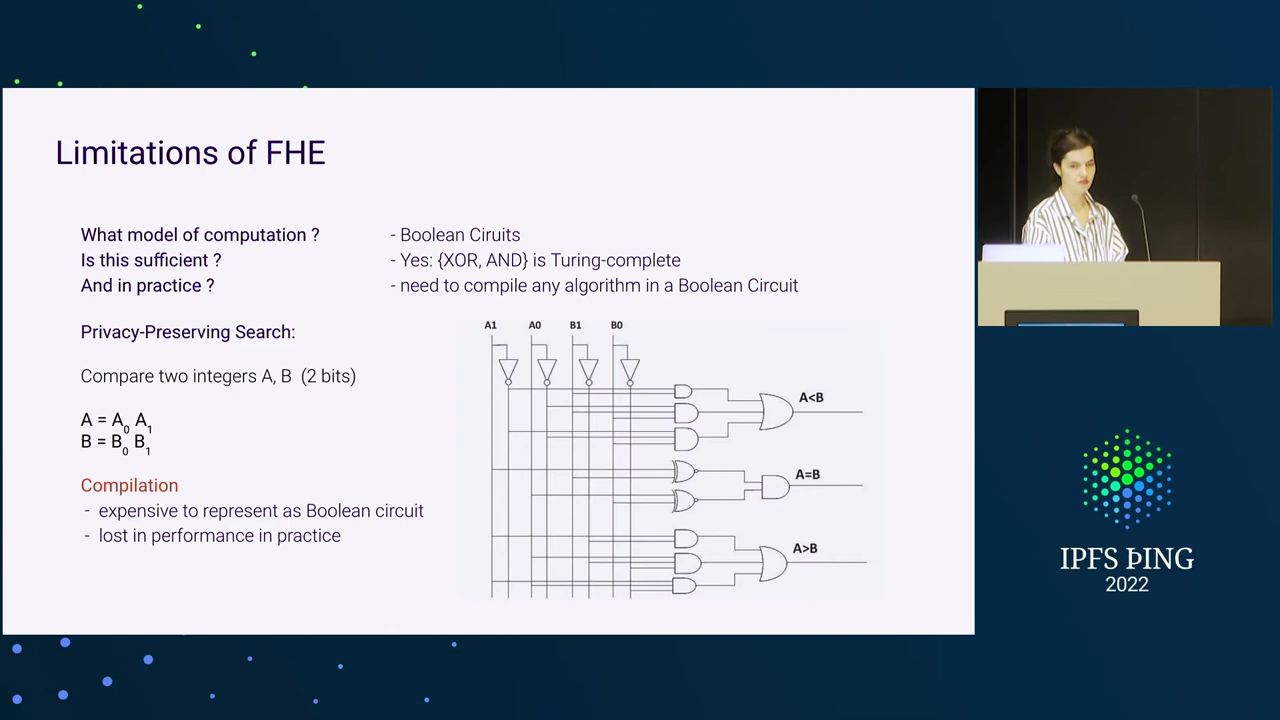 Limitations of FHE
What model of computation ?
- Boolean Ciruits
Is this sufficient ?
- Yes: {XOR, AND} is Turing-complete
And in practice ?
- need to compile any algorithm in a Boolean Circuit
Privacy-Preserving Search:
Compare two integers A, B (2 bits)
A = A₀ A₁
B = B₀ B₁
Compilation
- expensive to represent as Boolean circuit
- lost in performance in practice
A1 A0 B1 B0
A<B
A=B
A>B
IPFS ÞING
2022